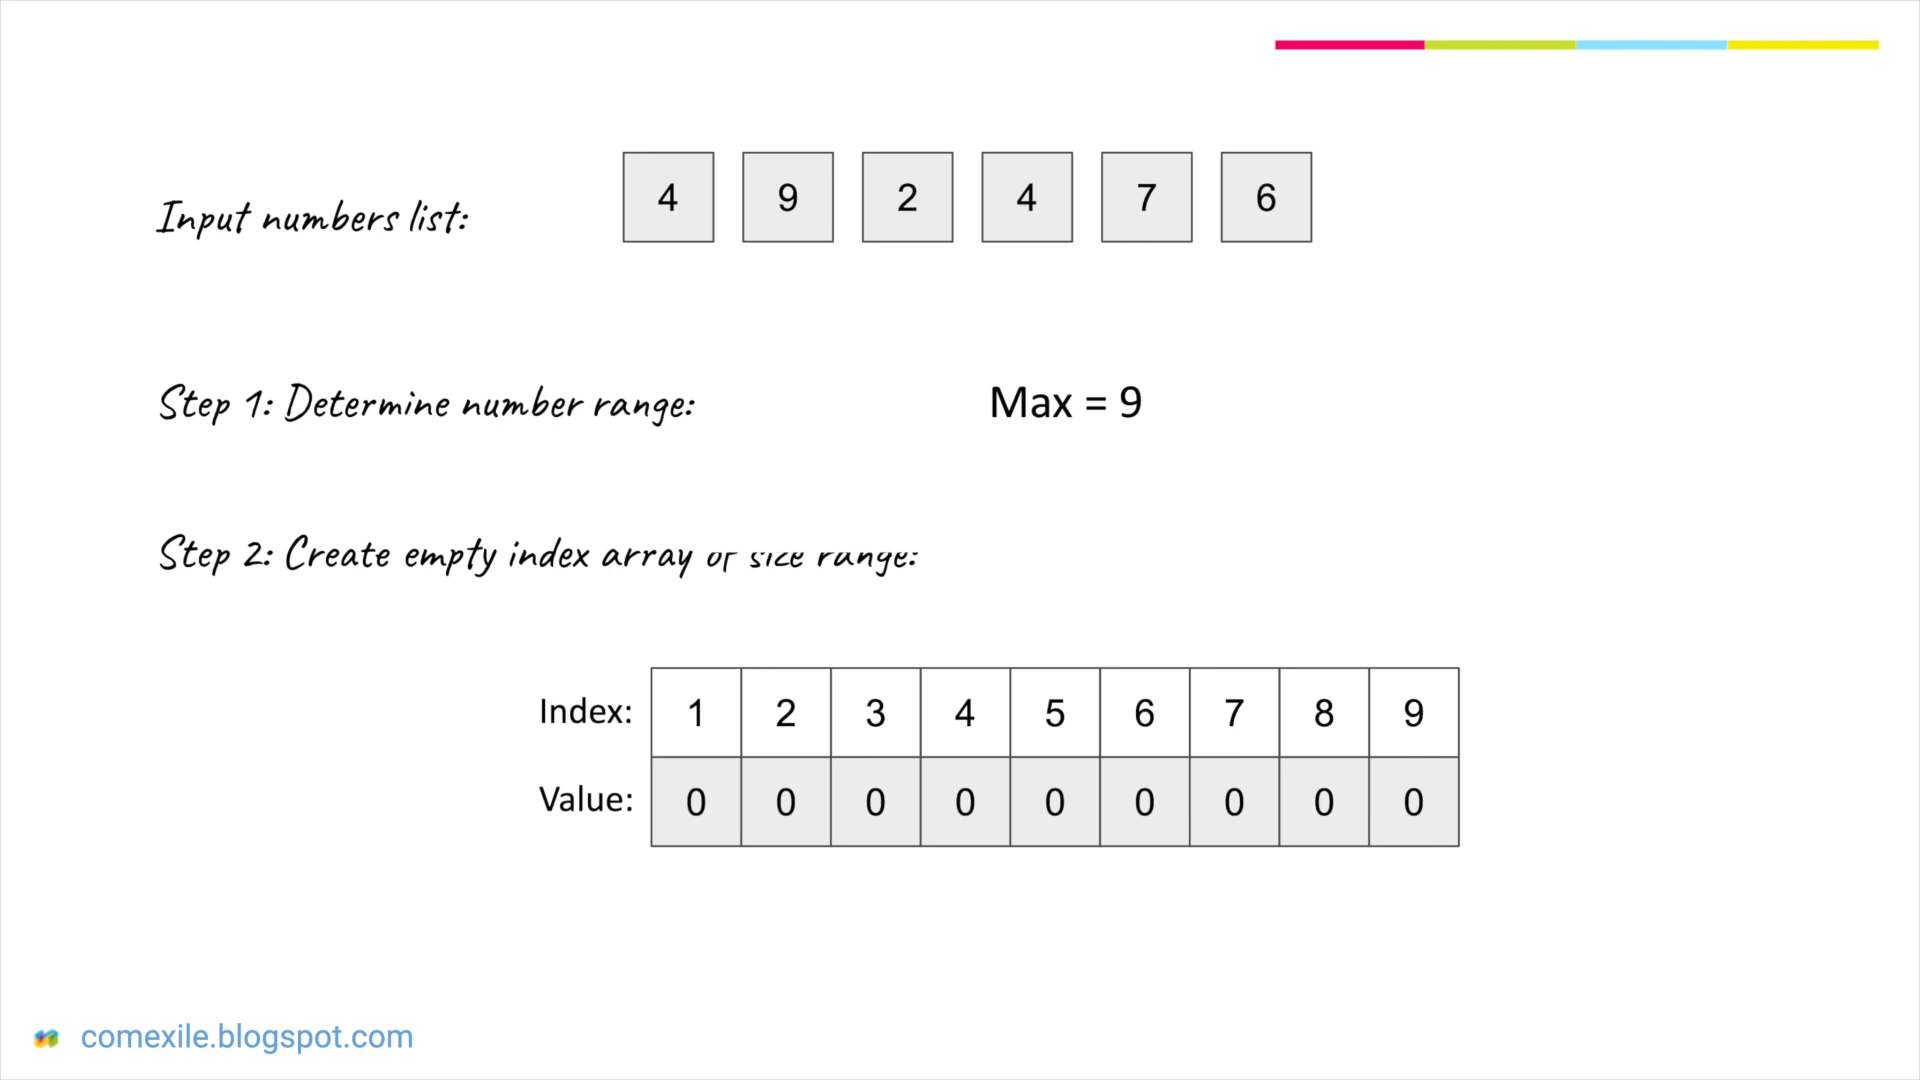 Input numbers list: 4 9 2 4 7 6
Step 1: Determine number range: Max = 9
Step 2: Create empty index array of size range:
Index: 1 2 3 4 5 6 7 8 9
Value: 0 0 0 0 0 0 0 0 0
comexile.blogspot.com